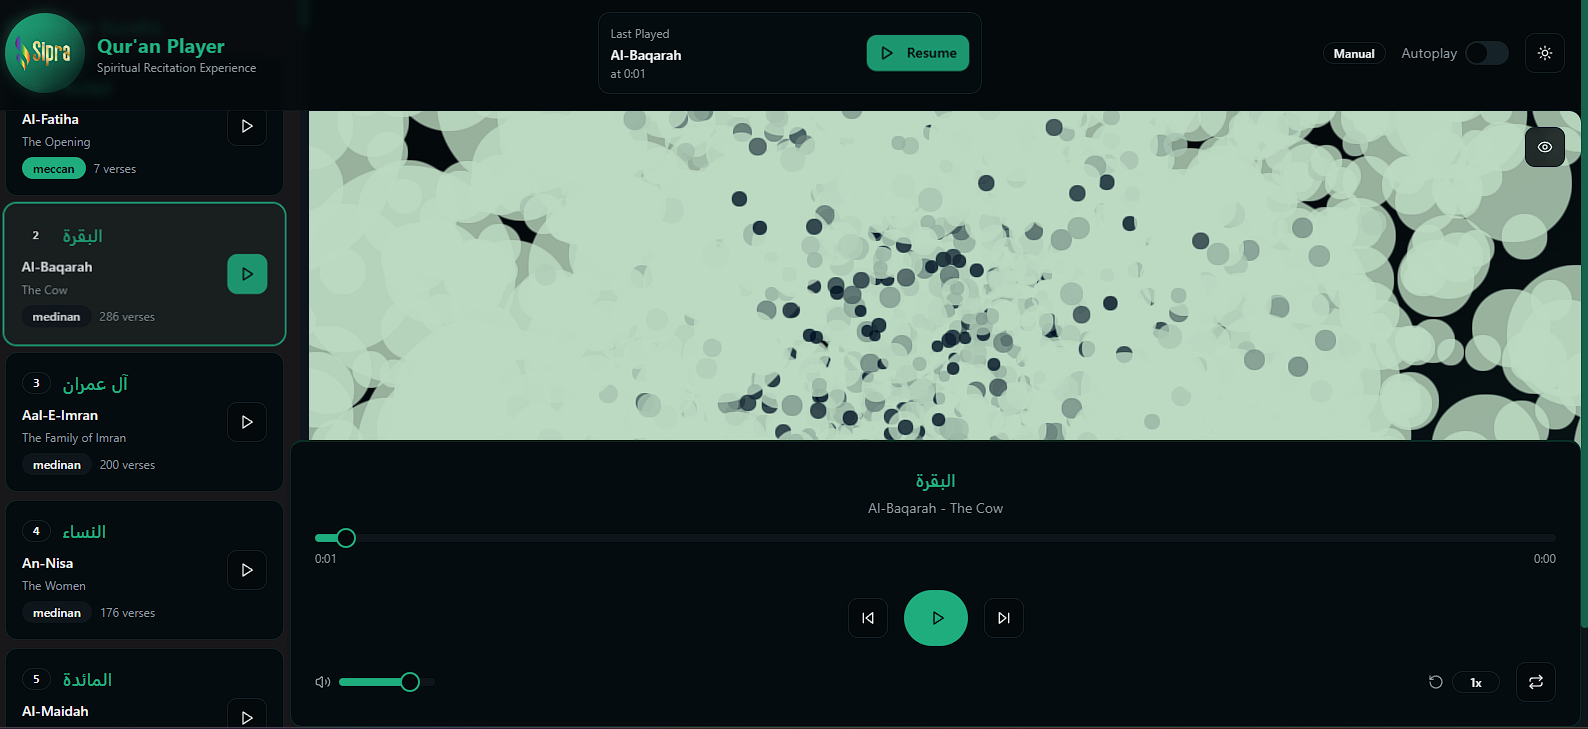 Sipra
Qur'an Player
Spiritual Recitation Experience
Last Played
Al-Baqarah
at 0:01
Resume
Manual
Autoplay
Al-Fatiha
The Opening
meccan 7 verses
2 البقرة
Al-Baqarah
The Cow
medinan 286 verses
3 آل عمران
Aal-E-Imran
The Family of Imran
medinan 200 verses
4 النساء
An-Nisa
The Women
medinan 176 verses
5 المائدة
Al-Maidah
البقرة
Al-Baqarah - The Cow
0:01 0:00
1x